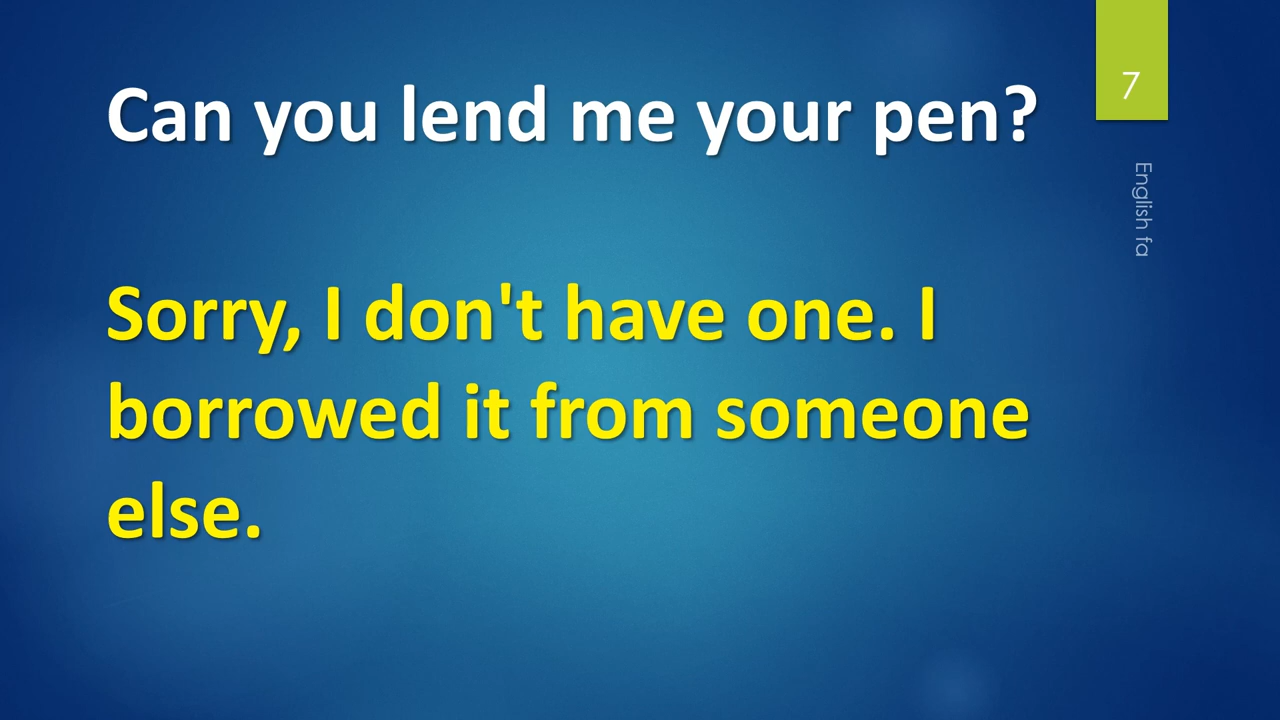 Can you lend me your pen?
7
English fa
Sorry, I don't have one. I
borrowed it from someone
else.